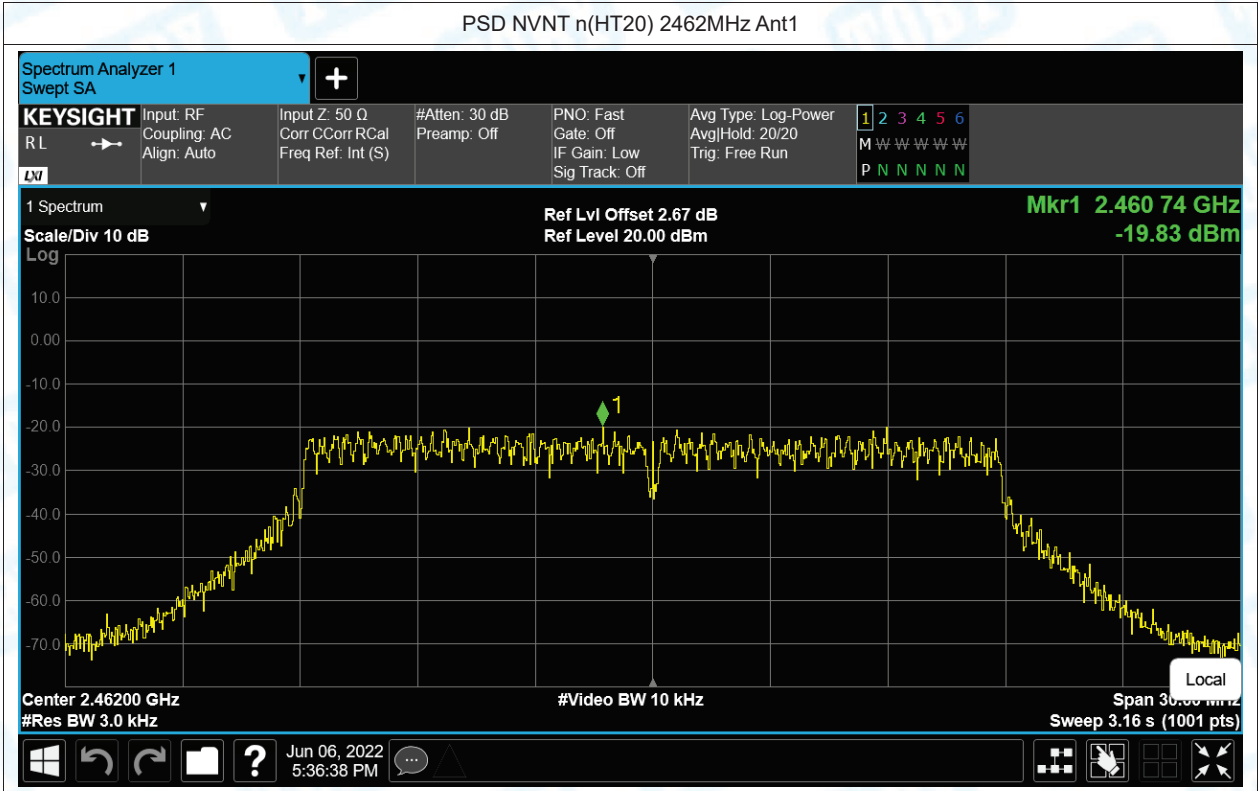 PSD NVNT n(HT20) 2462MHz Ant1
Spectrum Analyzer 1
Swept SA
KEYSIGHT
RL
LXI
Input: RF
Coupling: AC
Align: Auto
Input Z: 50 Ω
Corr CCorr RCal
Freq Ref: Int (S)
#Atten: 30 dB
Preamp: Off
PNO: Fast
Gate: Off
IF Gain: Low
Sig Track: Off
Avg Type: Log-Power
Avg|Hold: 20/20
Trig: Free Run
1 2 3 4 5 6
M W W W W W
P N N N N N
1 Spectrum
Scale/Div 10 dB
Log
Ref Lvl Offset 2.67 dB
Ref Level 20.00 dBm
Mkr1 2.460 74 GHz
-19.83 dBm
10.0
0.00
-10.0
-20.0
-30.0
-40.0
-50.0
-60.0
-70.0
1
Center 2.46200 GHz
#Res BW 3.0 kHz
#Video BW 10 kHz
Local
Span 30.00 MHz
Sweep 3.16 s (1001 pts)
?
Jun 06, 2022
5:36:38 PM